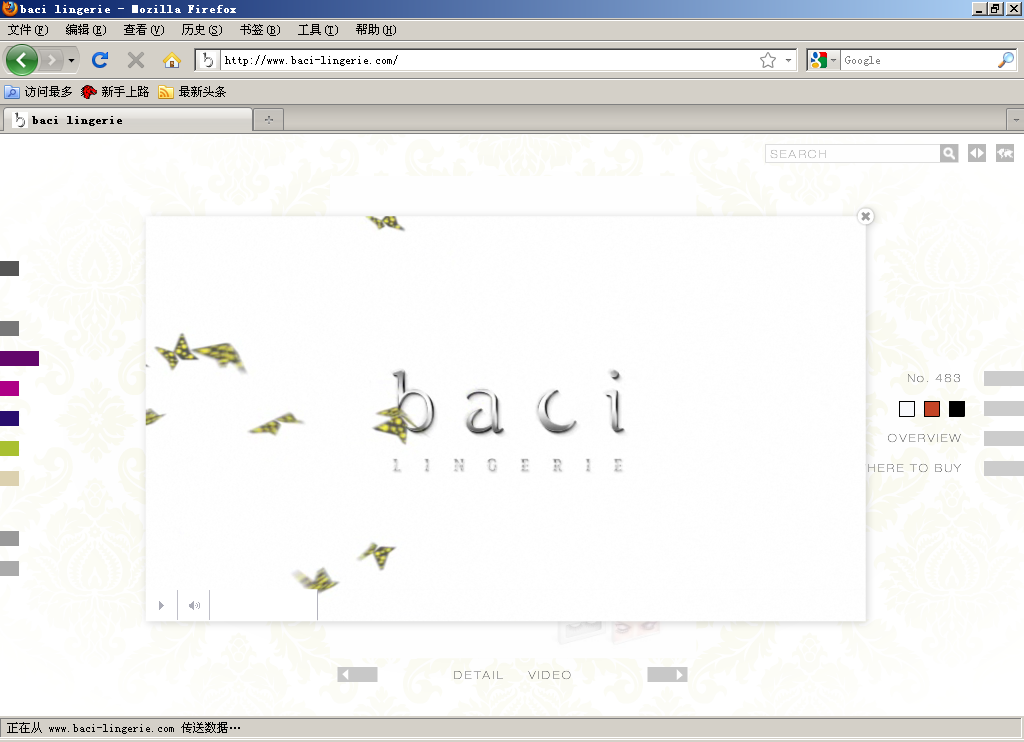 baci lingerie - Mozilla Firefox
文件(F) 编辑(E) 查看(V) 历史(S) 书签(B) 工具(T) 帮助(H)
http://www.baci-lingerie.com/
Google
访问最多 新手上路 最新头条
baci lingerie
SEARCH
baci
LINGERIE
No. 483
OVERVIEW
HERE TO BUY
DETAIL VIDEO
正在从 www.baci-lingerie.com 传送数据…